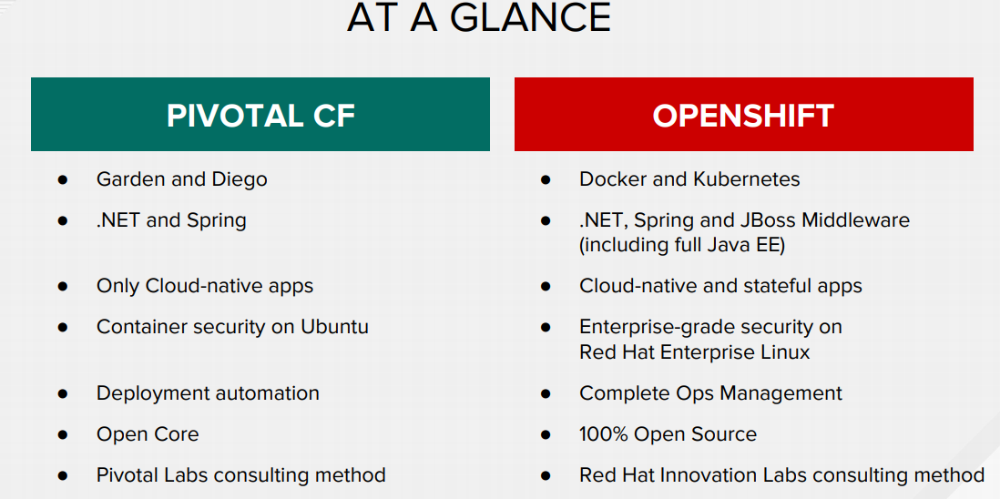 AT A GLANCE
PIVOTAL CF
● Garden and Diego
● .NET and Spring
● Only Cloud-native apps
● Container security on Ubuntu
● Deployment automation
● Open Core
● Pivotal Labs consulting method
OPENSHIFT
● Docker and Kubernetes
● .NET, Spring and JBoss Middleware
(including full Java EE)
● Cloud-native and stateful apps
● Enterprise-grade security on
Red Hat Enterprise Linux
● Complete Ops Management
● 100% Open Source
● Red Hat Innovation Labs consulting method